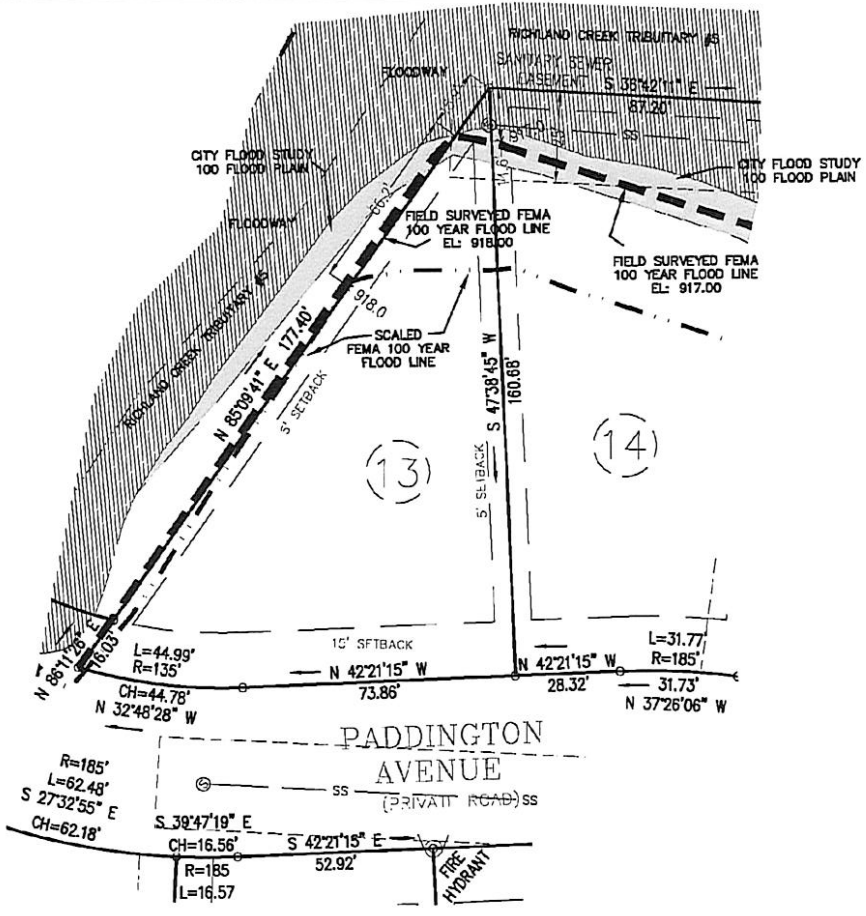 RICHLAND CREEK TRIBUTARY #5
SANITARY SEWER
EASEMENT
S 38°42'11" E
87.20'
FLOODWAY
SS
CITY FLOOD STUDY
100 FLOOD PLAIN
CITY FLOOD STUDY
100 FLOOD PLAIN
66.2'
FLOODWAY
FIELD SURVEYED FEMA
100 YEAR FLOOD LINE
EL: 918.00
FIELD SURVEYED FEMA
100 YEAR FLOOD LINE
EL: 917.00
918.0
SCALED
FEMA 100 YEAR
FLOOD LINE
RICHLAND CREEK TRIBUTARY #5
N 85°09'41" E 177.40'
5' SETBACK
S 47°38'45" W
160.68'
5' SETBACK
13
14
15' SETBACK
N 86°11'26" E
16.03'
L=44.99'
R=135'
CH=44.78'
N 32°48'28" W
N 42°21'15" W
73.86'
N 42°21'15" W
28.32'
L=31.77'
R=185'
31.73'
N 37°26'06" W
PADDINGTON
AVENUE
(PRIVATE ROAD)
SS
SS
R=185'
L=62.48'
S 27°32'55" E
CH=62.18'
S 39°47'19" E
CH=16.56'
R=185
L=16.57
S 42°21'15" E
52.92'
FIRE
HYDRANT